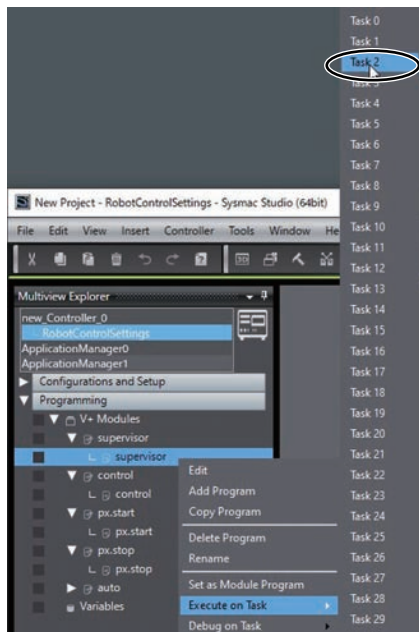 Task 0
Task 1
Task 2
Task 3
Task 4
Task 5
Task 6
Task 7
Task 8
Task 9
Task 10
Task 11
Task 12
Task 13
Task 14
Task 15
Task 16
Task 17
Task 18
Task 19
Task 20
Task 21
Task 22
Task 23
Task 24
Task 25
Task 26
Task 27
Task 28
Task 29
New Project - RobotControlSettings - Sysmac Studio (64bit)
File Edit View Insert Controller Tools Window He
Multiview Explorer
new_Controller_0
RobotControlSettings
ApplicationManager0
ApplicationManager1
Configurations and Setup
Programming
V+ Modules
supervisor
supervisor
control
control
px.start
px.start
px.stop
px.stop
auto
Variables
Edit
Add Program
Copy Program
Delete Program
Rename
Set as Module Program
Execute on Task
Debug on Task